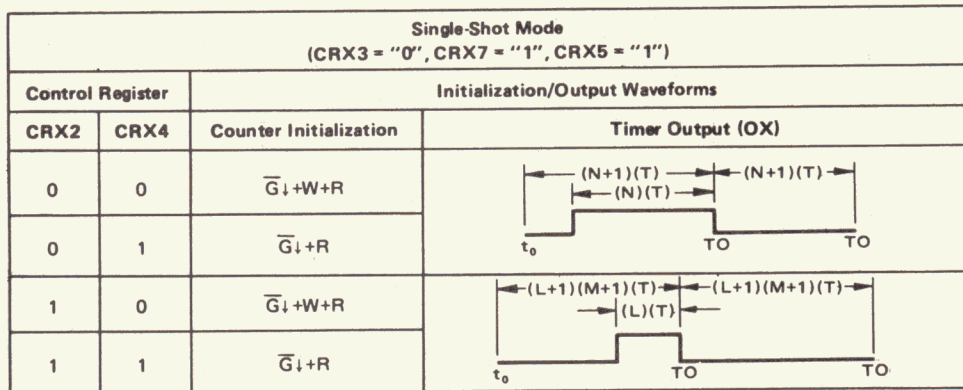 Single-Shot Mode
(CRX3 = "0", CRX7 = "1", CRX5 = "1")
Control Register
Initialization/Output Waveforms
CRX2
CRX4
Counter Initialization
Timer Output (OX)
0
0
G̅↓+W+R
(N+1)(T)
(N+1)(T)
(N)(T)
t₀
TO
TO
0
1
G̅↓+R
1
0
G̅↓+W+R
(L+1)(M+1)(T)
(L+1)(M+1)(T)
(L)(T)
t₀
TO
TO
1
1
G̅↓+R